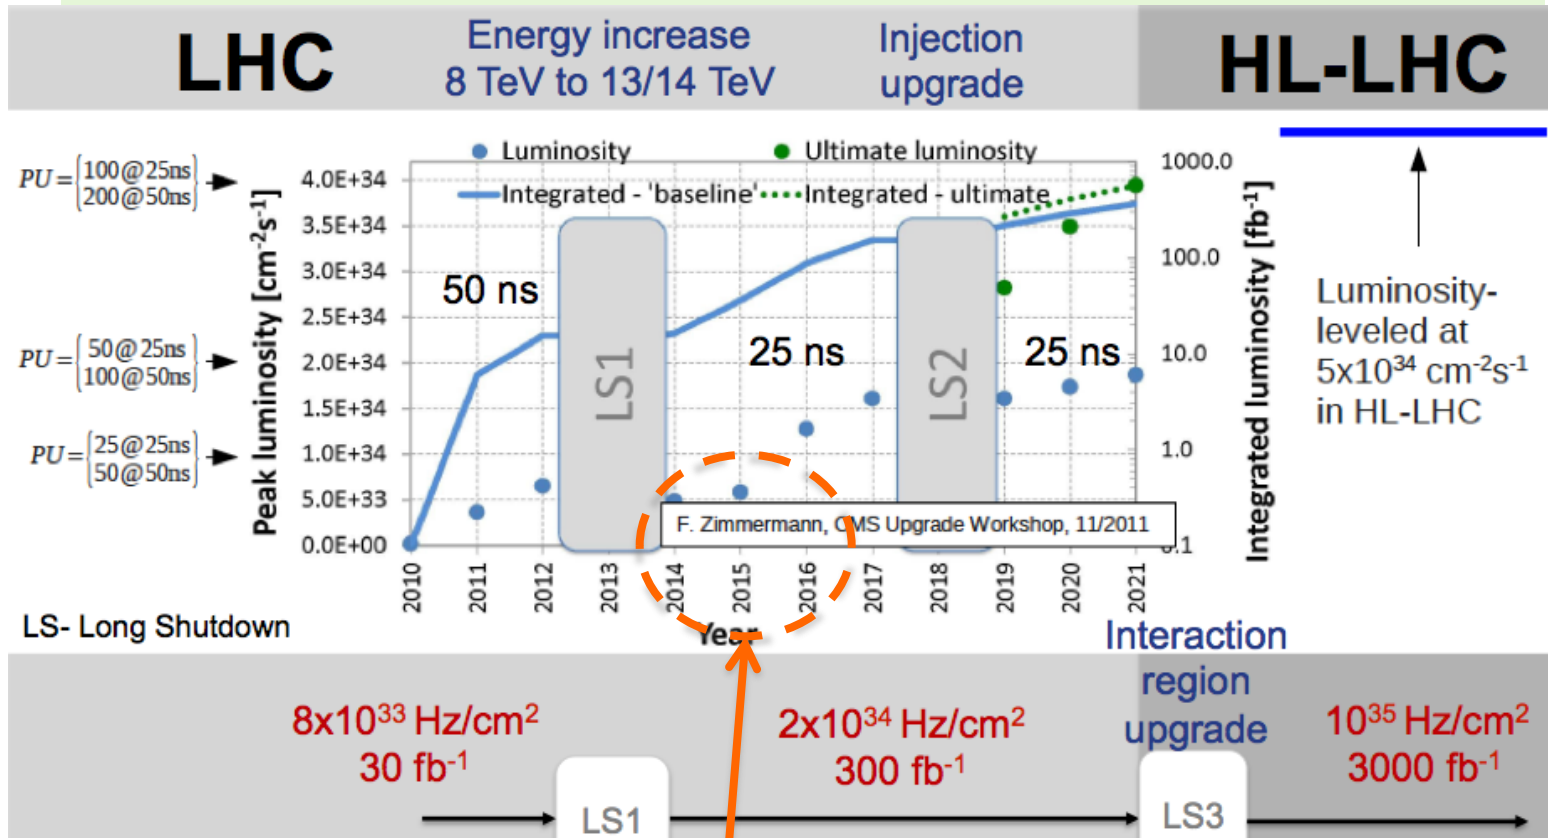 LHC
Energy increase
8 TeV to 13/14 TeV
Injection
upgrade
HL-LHC
Luminosity
Ultimate luminosity
Integrated - 'baseline'
Integrated - ultimate
PU={100@25ns
200@50ns}
PU={50@25ns
100@50ns}
PU={25@25ns
50@50ns}
Peak luminosity [cm⁻²s⁻¹]
4.0E+34
3.5E+34
3.0E+34
2.5E+34
2.0E+34
1.5E+34
1.0E+34
5.0E+33
0.0E+00
50 ns
LS1
25 ns
LS2
25 ns
1000.0
100.0
10.0
1.0
0.1
Integrated luminosity [fb⁻¹]
Luminosity-
leveled at
5x10³⁴ cm⁻²s⁻¹
in HL-LHC
F. Zimmermann, CMS Upgrade Workshop, 11/2011
2010
2011
2012
2013
2014
2015
2016
2017
2018
2019
2020
2021
Year
LS- Long Shutdown
Interaction
region
upgrade
8x10³³ Hz/cm²
30 fb⁻¹
2x10³⁴ Hz/cm²
300 fb⁻¹
10³⁵ Hz/cm²
3000 fb⁻¹
LS1
LS3